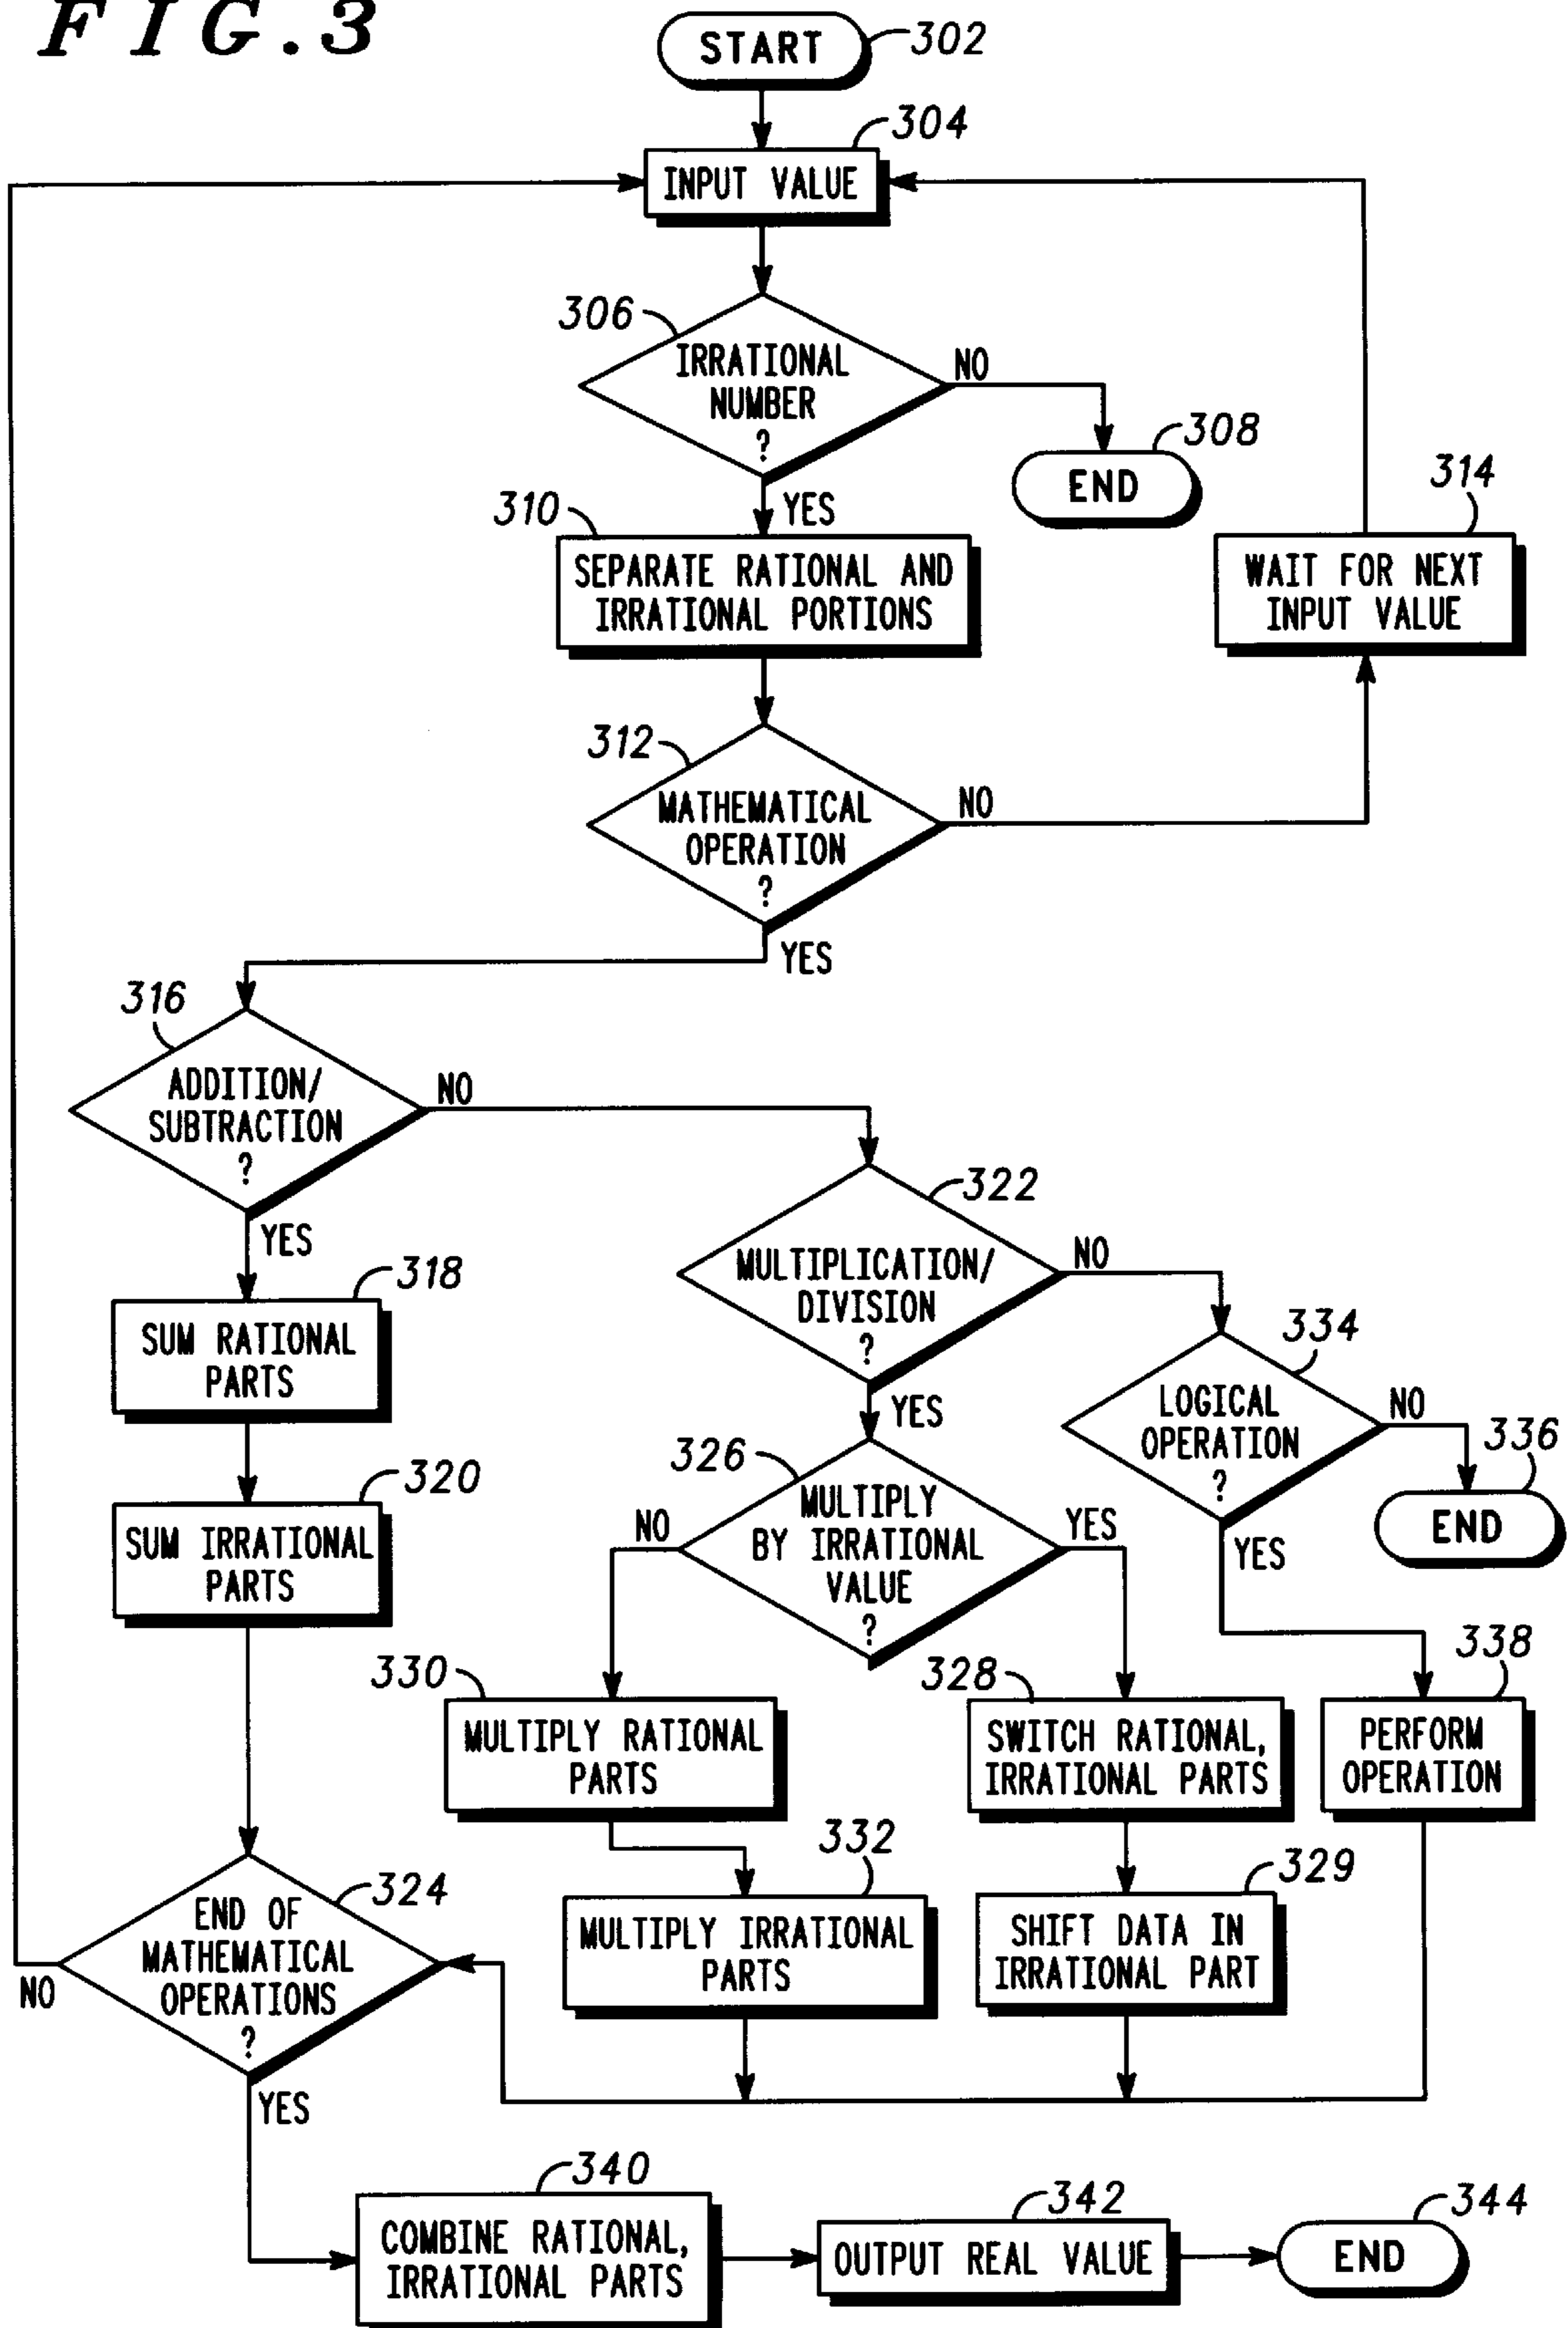 FIG.3
START
302
304
INPUT VALUE
306
IRRATIONAL
NUMBER
?
NO
308
END
YES
310
SEPARATE RATIONAL AND
IRRATIONAL PORTIONS
314
WAIT FOR NEXT
INPUT VALUE
312
MATHEMATICAL
OPERATION
?
NO
YES
316
ADDITION/
SUBTRACTION
?
NO
YES
318
SUM RATIONAL
PARTS
320
SUM IRRATIONAL
PARTS
322
MULTIPLICATION/
DIVISION
?
NO
YES
334
LOGICAL
OPERATION
?
NO
336
END
YES
326
MULTIPLY
BY IRRATIONAL
VALUE
?
NO
YES
330
MULTIPLY RATIONAL
PARTS
328
SWITCH RATIONAL,
IRRATIONAL PARTS
338
PERFORM
OPERATION
332
MULTIPLY IRRATIONAL
PARTS
329
SHIFT DATA IN
IRRATIONAL PART
324
END OF
MATHEMATICAL
OPERATIONS
?
NO
YES
340
COMBINE RATIONAL,
IRRATIONAL PARTS
342
OUTPUT REAL VALUE
344
END